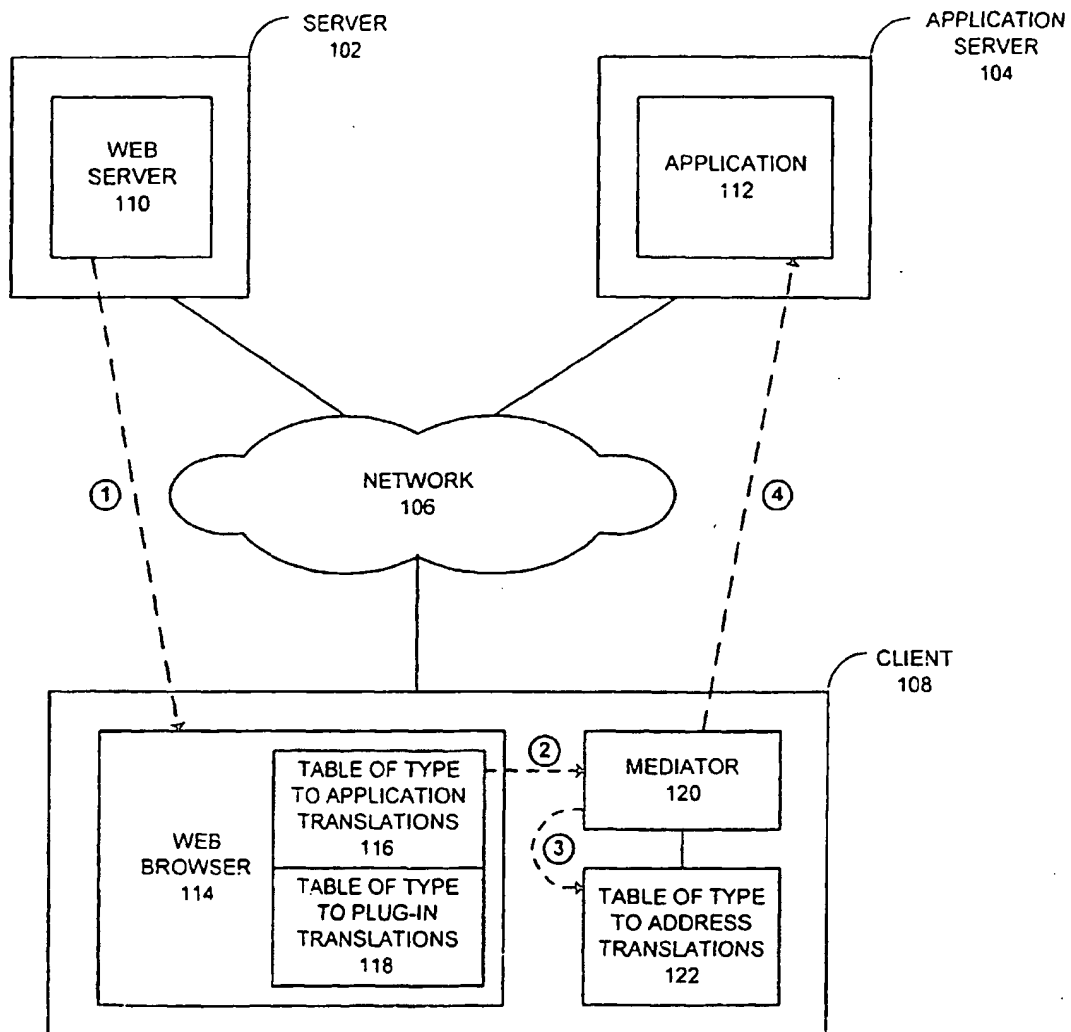 SERVER
102
APPLICATION
SERVER
104
WEB
SERVER
110
APPLICATION
112
NETWORK
106
1
4
CLIENT
108
TABLE OF TYPE
TO APPLICATION
TRANSLATIONS
116
2
MEDIATOR
120
WEB
BROWSER
114
3
TABLE OF TYPE
TO PLUG-IN
TRANSLATIONS
118
TABLE OF TYPE
TO ADDRESS
TRANSLATIONS
122